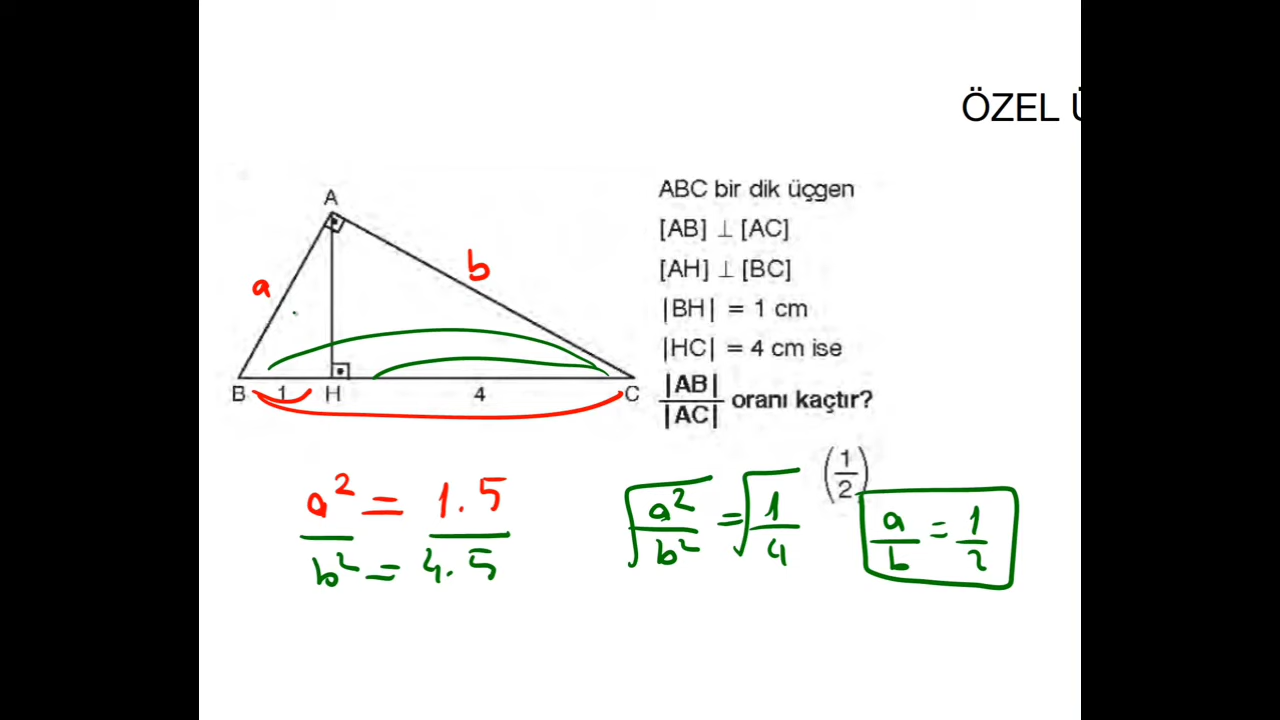 ÖZEL Ü
A
ABC bir dik üçgen
[AB] ⊥ [AC]
b
[AH] ⊥ [BC]
a
|BH| = 1 cm
|HC| = 4 cm ise
B 1 H 4 C
|AB|
|AC|
oranı kaçtır?
(1/2)
a² = 1.5
b² = 4.5
√a²/b² = √1/4
a/b = 1/2